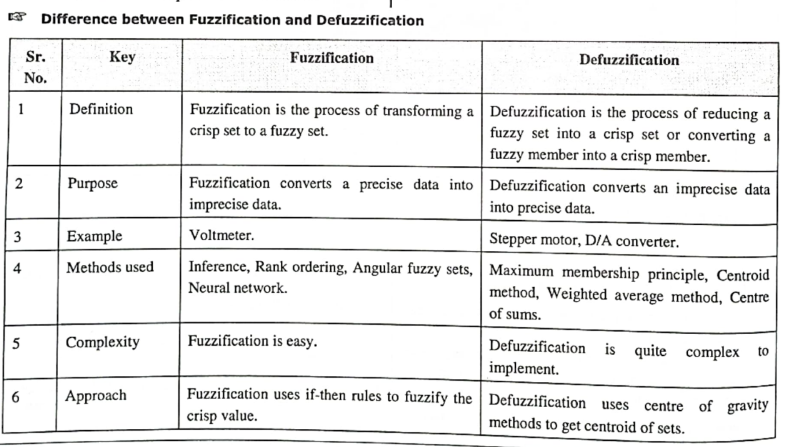 ☞ Difference between Fuzzification and Defuzzification
Sr. No. Key Fuzzification Defuzzification
1 Definition Fuzzification is the process of transforming a crisp set to a fuzzy set. Defuzzification is the process of reducing a fuzzy set into a crisp set or converting a fuzzy member into a crisp member.
2 Purpose Fuzzification converts a precise data into imprecise data. Defuzzification converts an imprecise data into precise data.
3 Example Voltmeter. Stepper motor, D/A converter.
4 Methods used Inference, Rank ordering, Angular fuzzy sets, Neural network. Maximum membership principle, Centroid method, Weighted average method, Centre of sums.
5 Complexity Fuzzification is easy. Defuzzification is quite complex to implement.
6 Approach Fuzzification uses if-then rules to fuzzify the crisp value. Defuzzification uses centre of gravity methods to get centroid of sets.